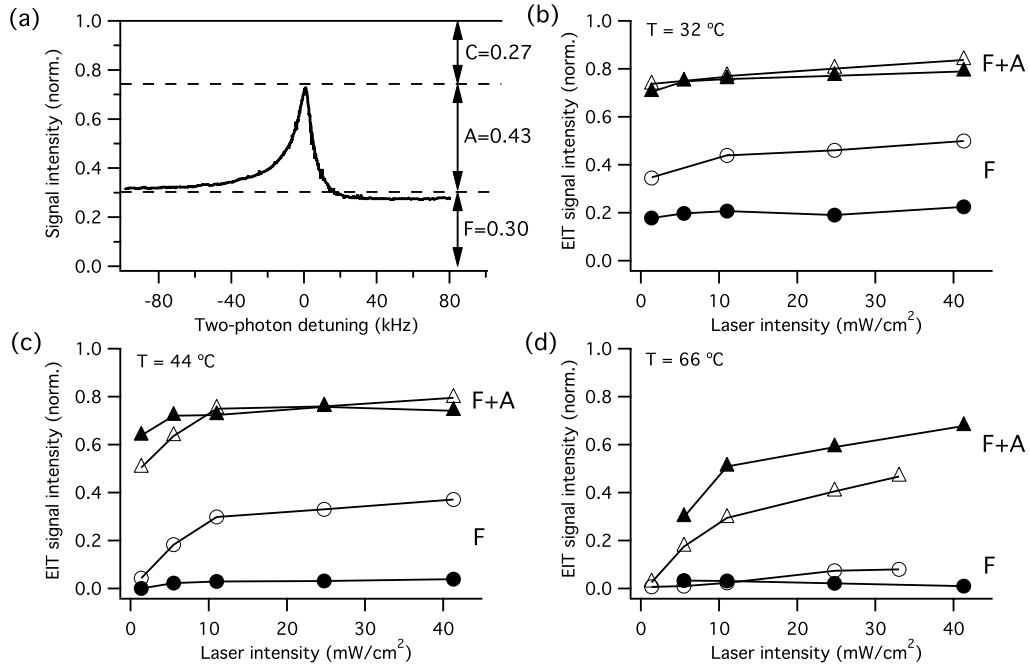 (a)
1.0
0.8
0.6
0.4
0.2
0.0
Signal intensity (norm.)
C=0.27
A=0.43
F=0.30
-80 -40 0 40 80
Two-photon detuning (kHz)
(b)
T = 32 ºC
1.0
0.8
0.6
0.4
0.2
0.0
EIT signal intensity (norm.)
F+A
F
0 10 20 30 40
Laser intensity (mW/cm²)
(c)
T = 44 ºC
1.0
0.8
0.6
0.4
0.2
0.0
EIT signal intensity (norm.)
F+A
F
0 10 20 30 40
Laser intensity (mW/cm²)
(d)
T = 66 ºC
1.0
0.8
0.6
0.4
0.2
0.0
EIT signal intensity (norm.)
F+A
F
0 10 20 30 40
Laser intensity (mW/cm²)